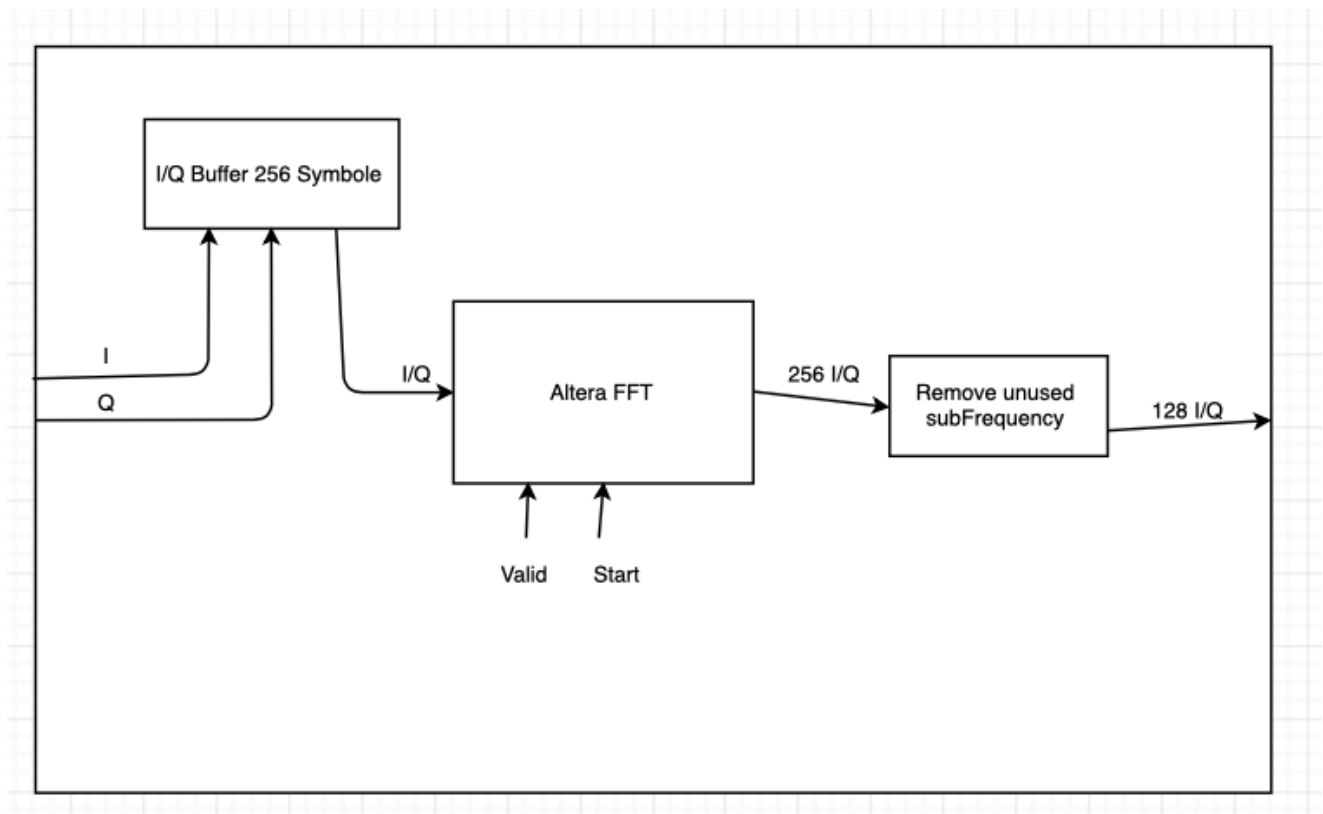 I/Q Buffer 256 Symbole
I
Q
I/Q
Altera FFT
256 I/Q
Remove unused
subFrequency
128 I/Q
Valid
Start